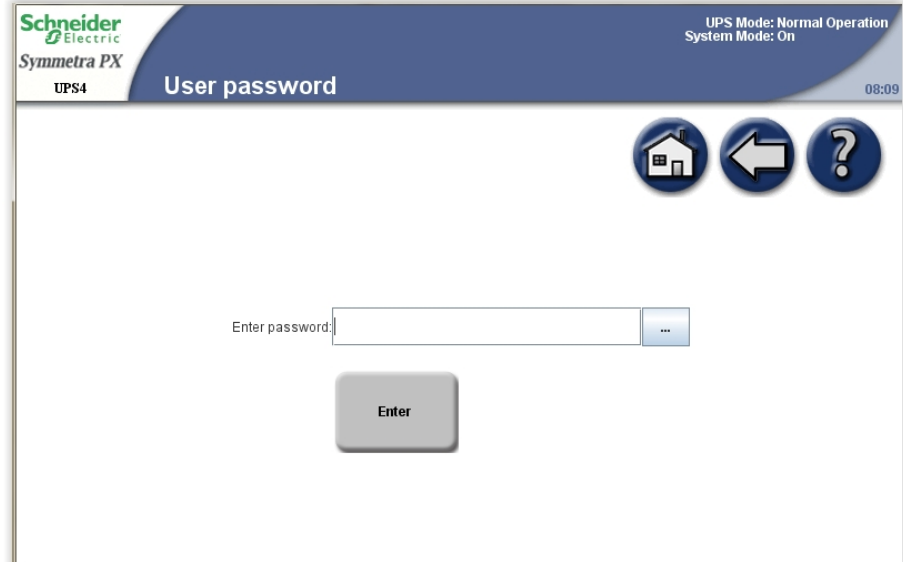 Schneider
Electric
Symmetra PX
UPS4
User password
UPS Mode: Normal Operation
System Mode: On
08:09
?
Enter password:
...
Enter